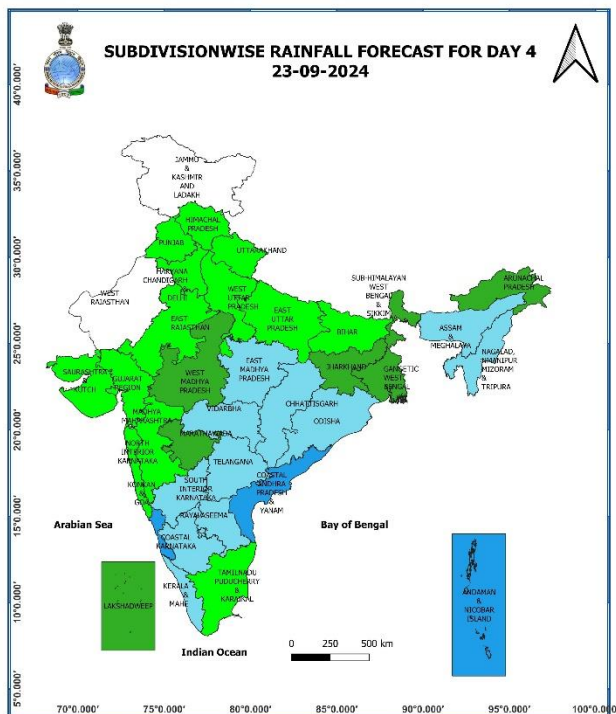 SUBDIVISIONWISE RAINFALL FORECAST FOR DAY 4
23-09-2024
40°0.000'
35°0.000'
30°0.000'
25°0.000'
20°0.000'
15°0.000'
10°0.000'
5°0.000'
JAMMU
&
KASHMIR
AND
LADAKH
HIMACHAL
PRADESH
PUNJAB
UTTARAKHAND
HARYANA
CHANDIGARH
&
DELHI
WEST
RAJASTHAN
WEST
UTTAR
PRADESH
EAST
RAJASTHAN
EAST
UTTAR
PRADESH
SUB-HIMALAYAN
WEST
BENGAL
&
SIKKIM
ARUNACHAL
PRADESH
BIHAR
ASSAM
&
MEGHALAYA
SAURASHTRA
&
KUTCH
GUJARAT
REGION
WEST
MADHYA
PRADESH
EAST
MADHYA
PRADESH
JHARKHAND
GANGETIC
WEST
BENGAL
MIZORAM
&
TRIPURA
MADHYA
MAHARASHTRA
VIDARBHA
CHHATTISGARH
ODISHA
MARATHAWADA
NORTH
INTERIOR
KARNATAKA
TELANGANA
KONKAN
&
GOA
SOUTH
INTERIOR
KARNATAKA
COASTAL
ANDHRA
PRADESH
&
YANAM
RAYALASEEMA
Arabian Sea
Bay of Bengal
COASTAL
KARNATAKA
TAMILNADU
PUDUCHERRY
&
KARAIKAL
KERALA
&
MAHE
LAKSHADWEEP
ANDAMAN
&
NICOBAR
ISLAND
Indian Ocean
0 250 500 km
70°0.000' 75°0.000' 80°0.000' 85°0.000' 90°0.000' 95°0.000' 100°0.000'